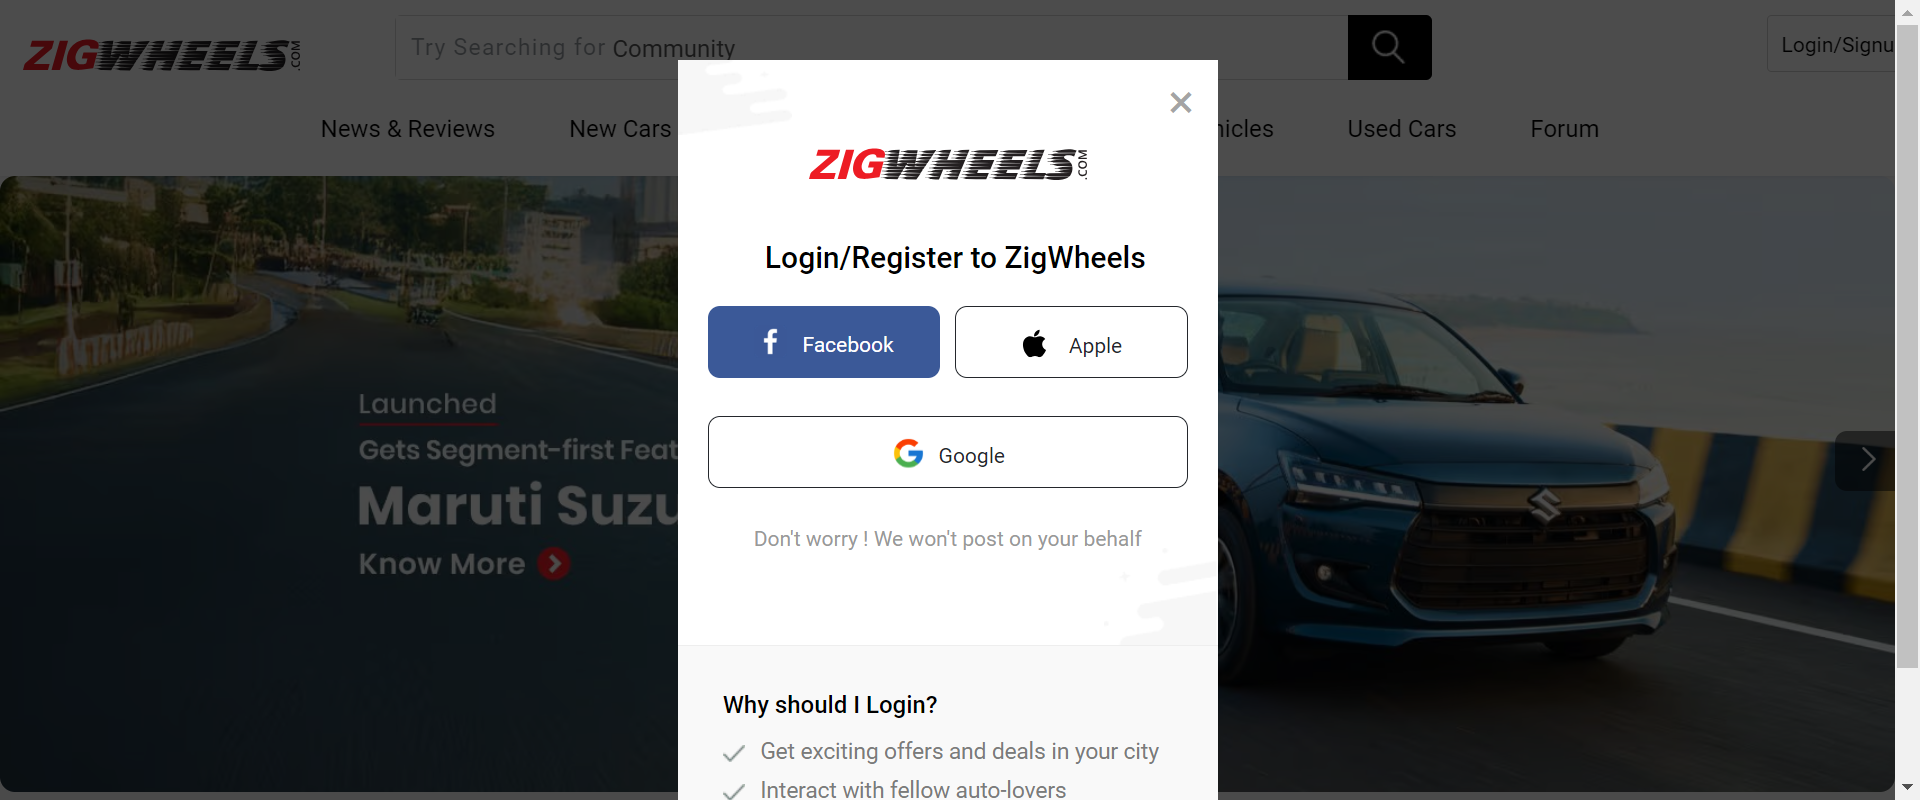 ZIGWHEELS.COM
Try Searching for Community
Login/Signu
News & Reviews
New Cars
hicles
Used Cars
Forum
ZIGWHEELS.COM
Login/Register to ZigWheels
Facebook
Apple
Google
Don't worry ! We won't post on your behalf
Launched
Gets Segment-first Feat
Maruti Suzu
Know More
Why should I Login?
Get exciting offers and deals in your city
Interact with fellow auto-lovers